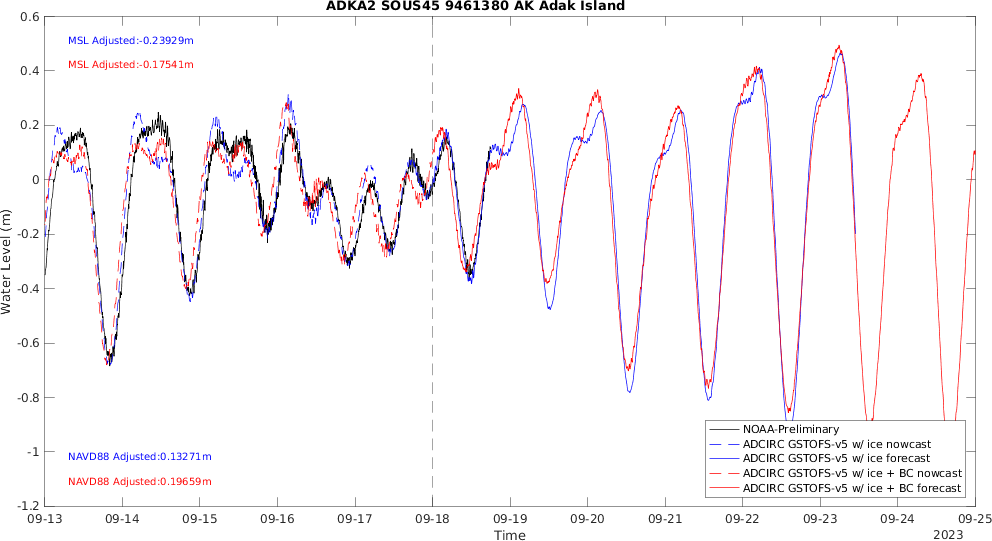 ADKA2 SOUS45 9461380 AK Adak Island
0.6
MSL Adjusted:-0.23929m
0.4
MSL Adjusted:-0.17541m
0.2
0
-0.2
-0.4
-0.6
-0.8
-1
-1.2
Water Level (m)
NAVD88 Adjusted:0.13271m
NAVD88 Adjusted:0.19659m
NOAA-Preliminary
ADCIRC GSTOFS-v5 w/ ice nowcast
ADCIRC GSTOFS-v5 w/ ice forecast
ADCIRC GSTOFS-v5 w/ ice + BC nowcast
ADCIRC GSTOFS-v5 w/ ice + BC forecast
09-13 09-14 09-15 09-16 09-17 09-18 09-19 09-20 09-21 09-22 09-23 09-24 09-25
Time
2023